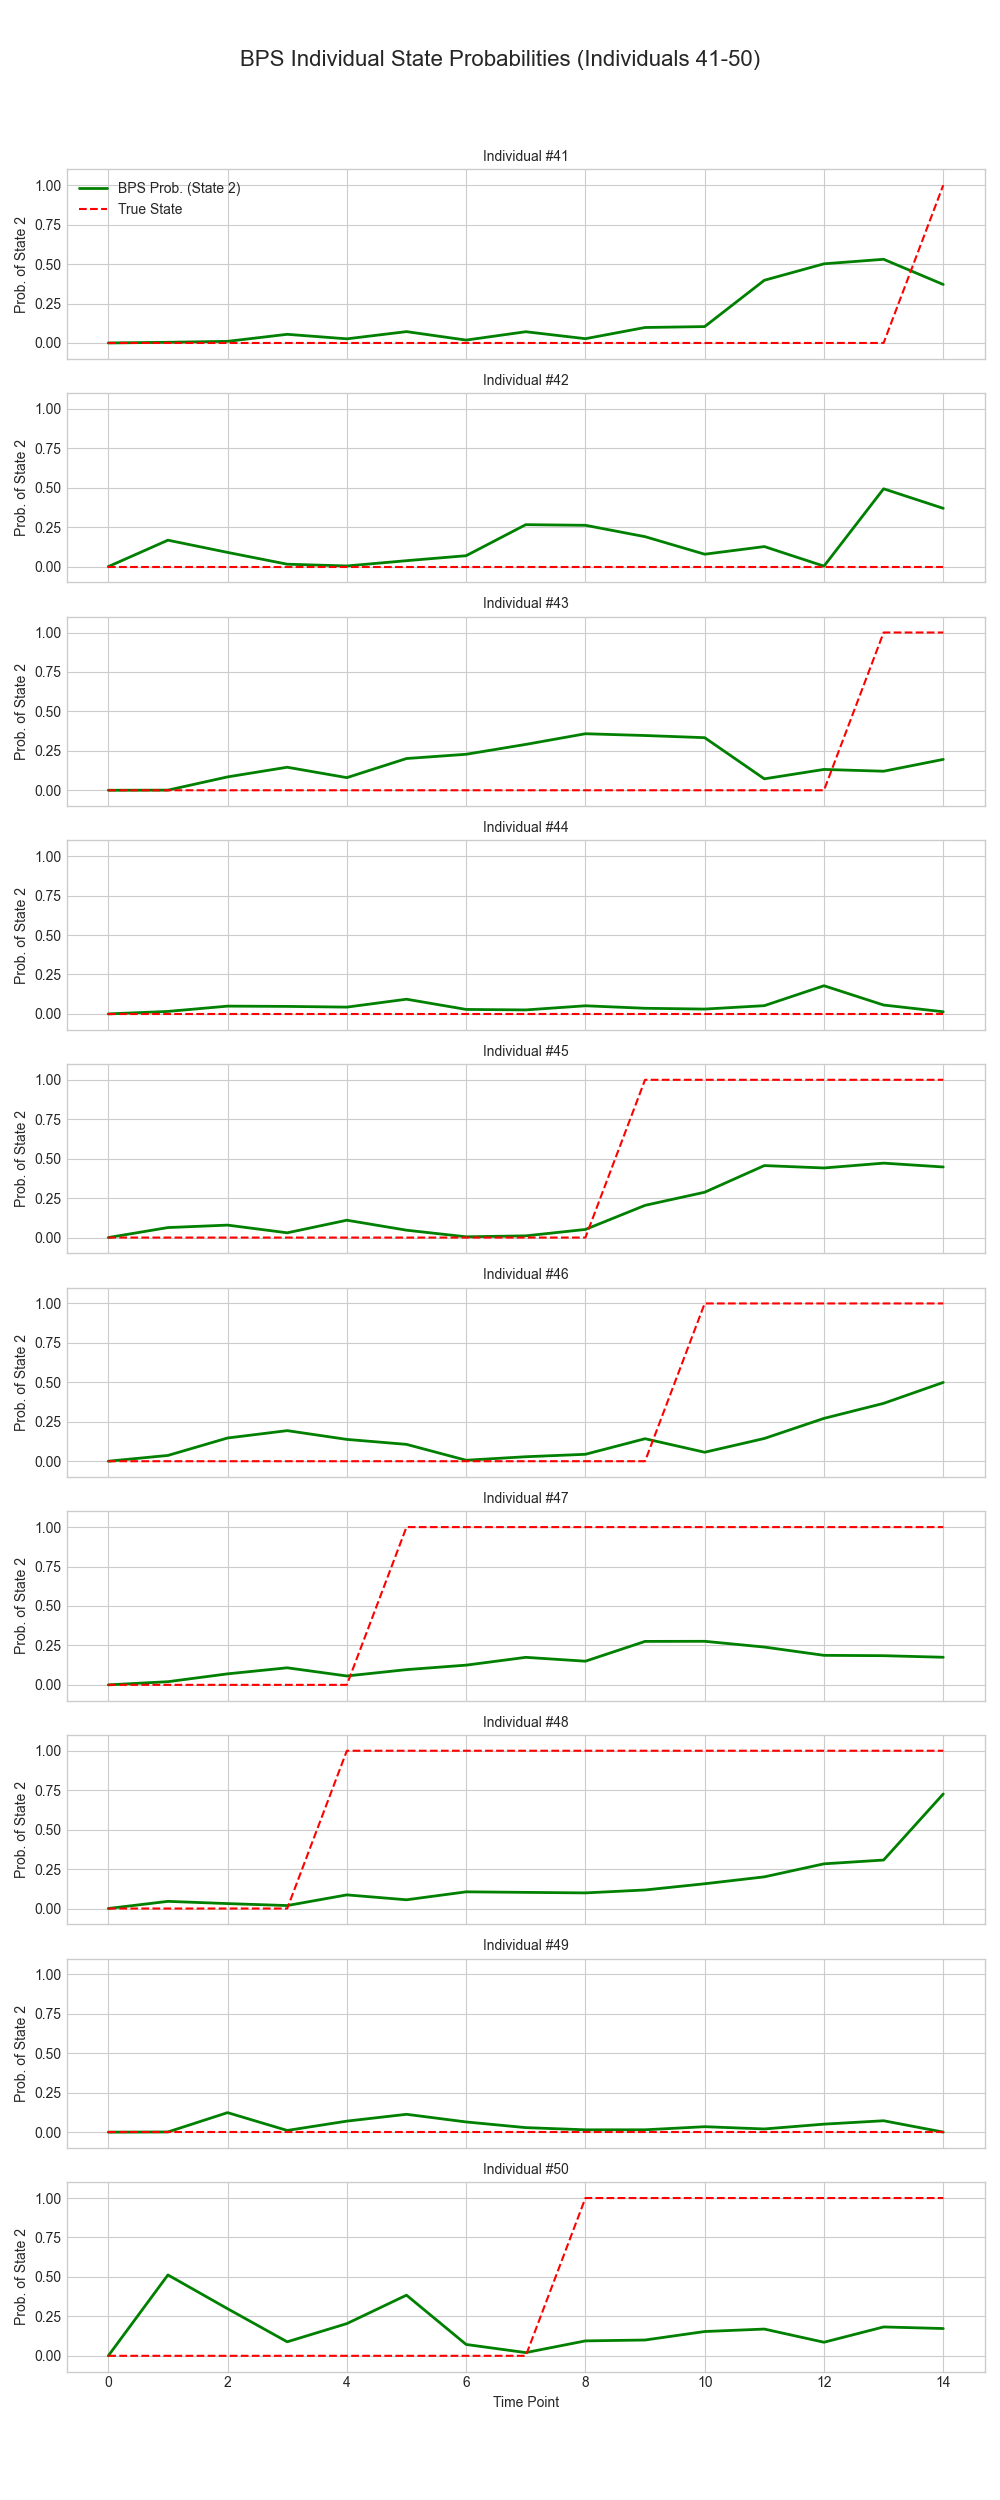 BPS Individual State Probabilities (Individuals 41-50)
Individual #41
1.00
0.75
0.50
0.25
0.00
Prob. of State 2
BPS Prob. (State 2)
True State
Individual #42
1.00
0.75
0.50
0.25
0.00
Prob. of State 2
Individual #43
1.00
0.75
0.50
0.25
0.00
Prob. of State 2
Individual #44
1.00
0.75
0.50
0.25
0.00
Prob. of State 2
Individual #45
1.00
0.75
0.50
0.25
0.00
Prob. of State 2
Individual #46
1.00
0.75
0.50
0.25
0.00
Prob. of State 2
Individual #47
1.00
0.75
0.50
0.25
0.00
Prob. of State 2
Individual #48
1.00
0.75
0.50
0.25
0.00
Prob. of State 2
Individual #49
1.00
0.75
0.50
0.25
0.00
Prob. of State 2
Individual #50
1.00
0.75
0.50
0.25
0.00
Prob. of State 2
0 2 4 6 8 10 12 14
Time Point